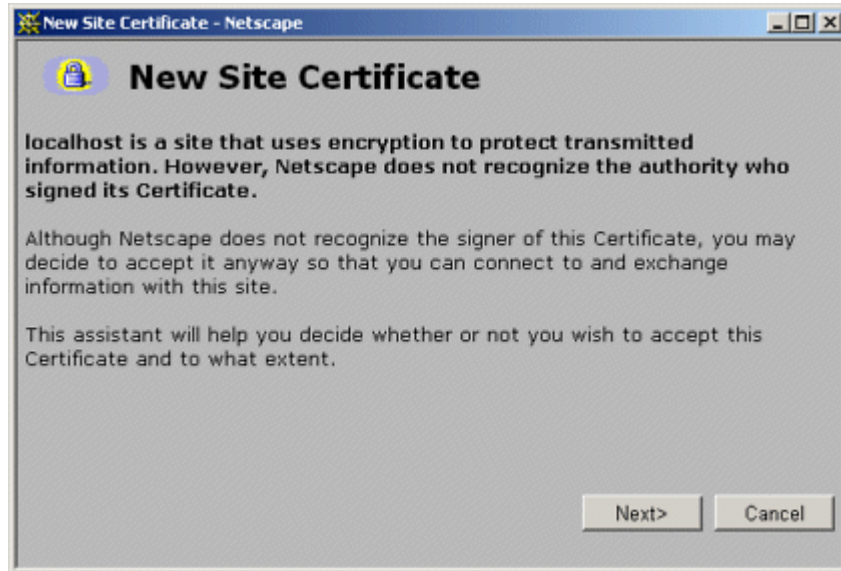 New Site Certificate - Netscape
New Site Certificate
localhost is a site that uses encryption to protect transmitted
information. However, Netscape does not recognize the authority who
signed its Certificate.
Although Netscape does not recognize the signer of this Certificate, you may
decide to accept it anyway so that you can connect to and exchange
information with this site.
This assistant will help you decide whether or not you wish to accept this
Certificate and to what extent.
Next> Cancel